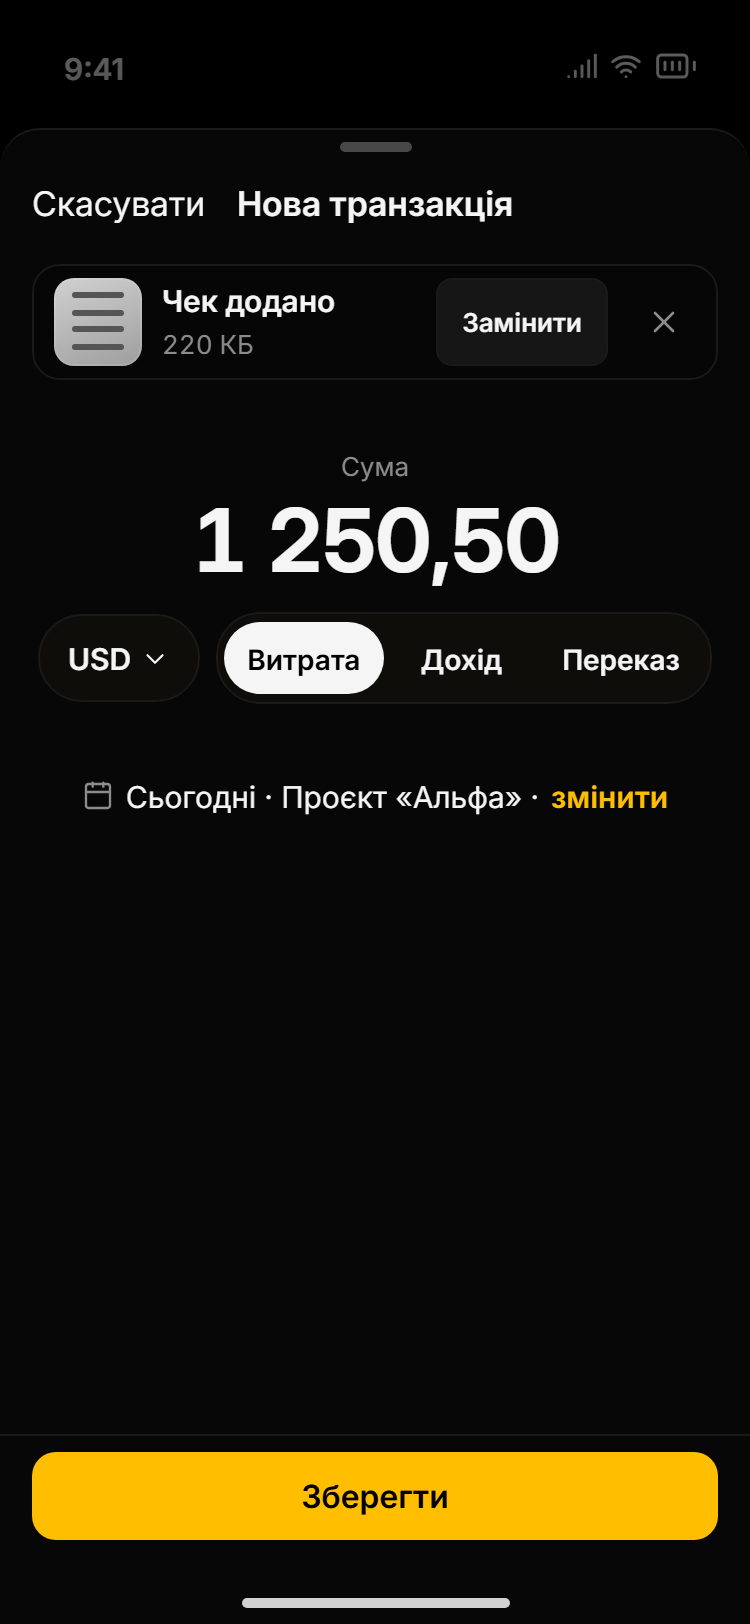 9:41
Скасувати Нова транзакція
Чек додано
220 КБ
Замінити
Сума
1 250,50
USD Витрата Дохід Переказ
Сьогодні · Проєкт «Альфа» · змінити
Зберегти